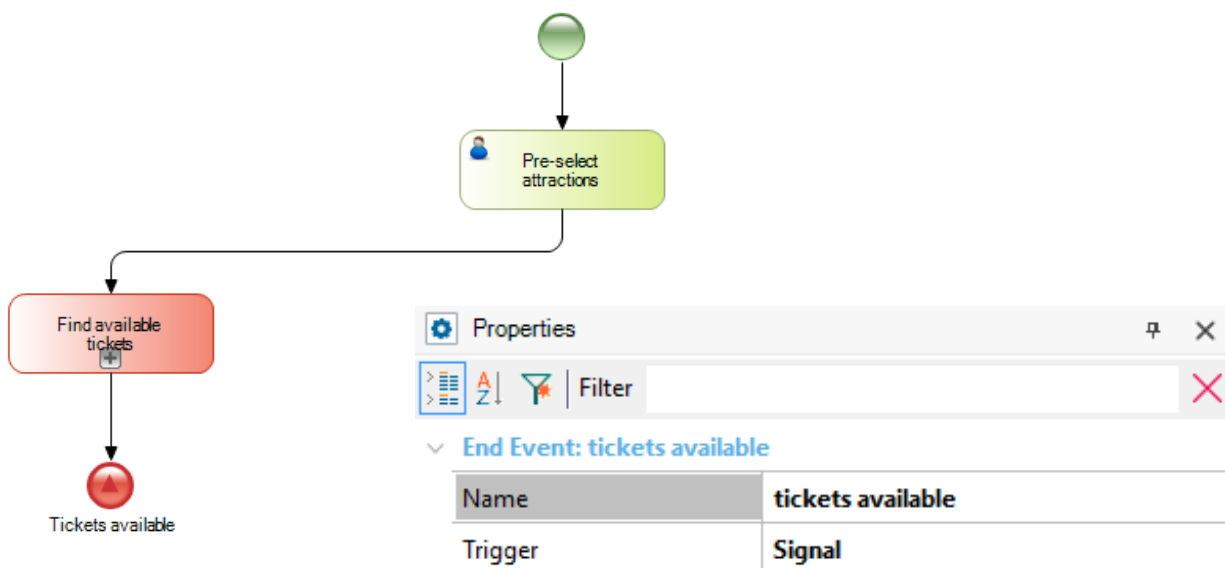 Pre-select
attractions
Find available
tickets
Tickets available
Properties
A
Z
Filter
End Event: tickets available
Name tickets available
Trigger Signal